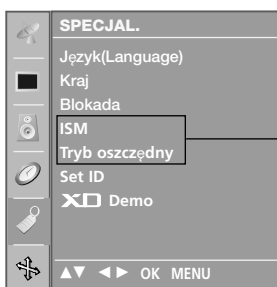 SPECJAL.
Język(Language)
Kraj
Blokada
ISM
Tryb oszczędny
Set ID
XD Demo
▲▼ ◄► OK MENU